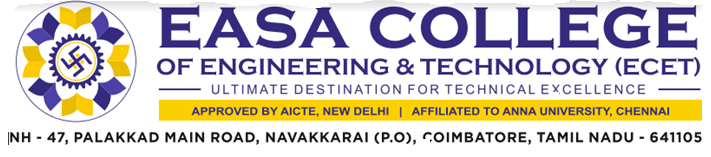 EASA COLLEGE
OF ENGINEERING & TECHNOLOGY (ECET)
ULTIMATE DESTINATION FOR TECHNICAL EXCELLENCE
APPROVED BY AICTE, NEW DELHI | AFFILIATED TO ANNA UNIVERSITY, CHENNAI
NH - 47, PALAKKAD MAIN ROAD, NAVAKKARAI (P.O), COIMBATORE, TAMIL NADU - 641105